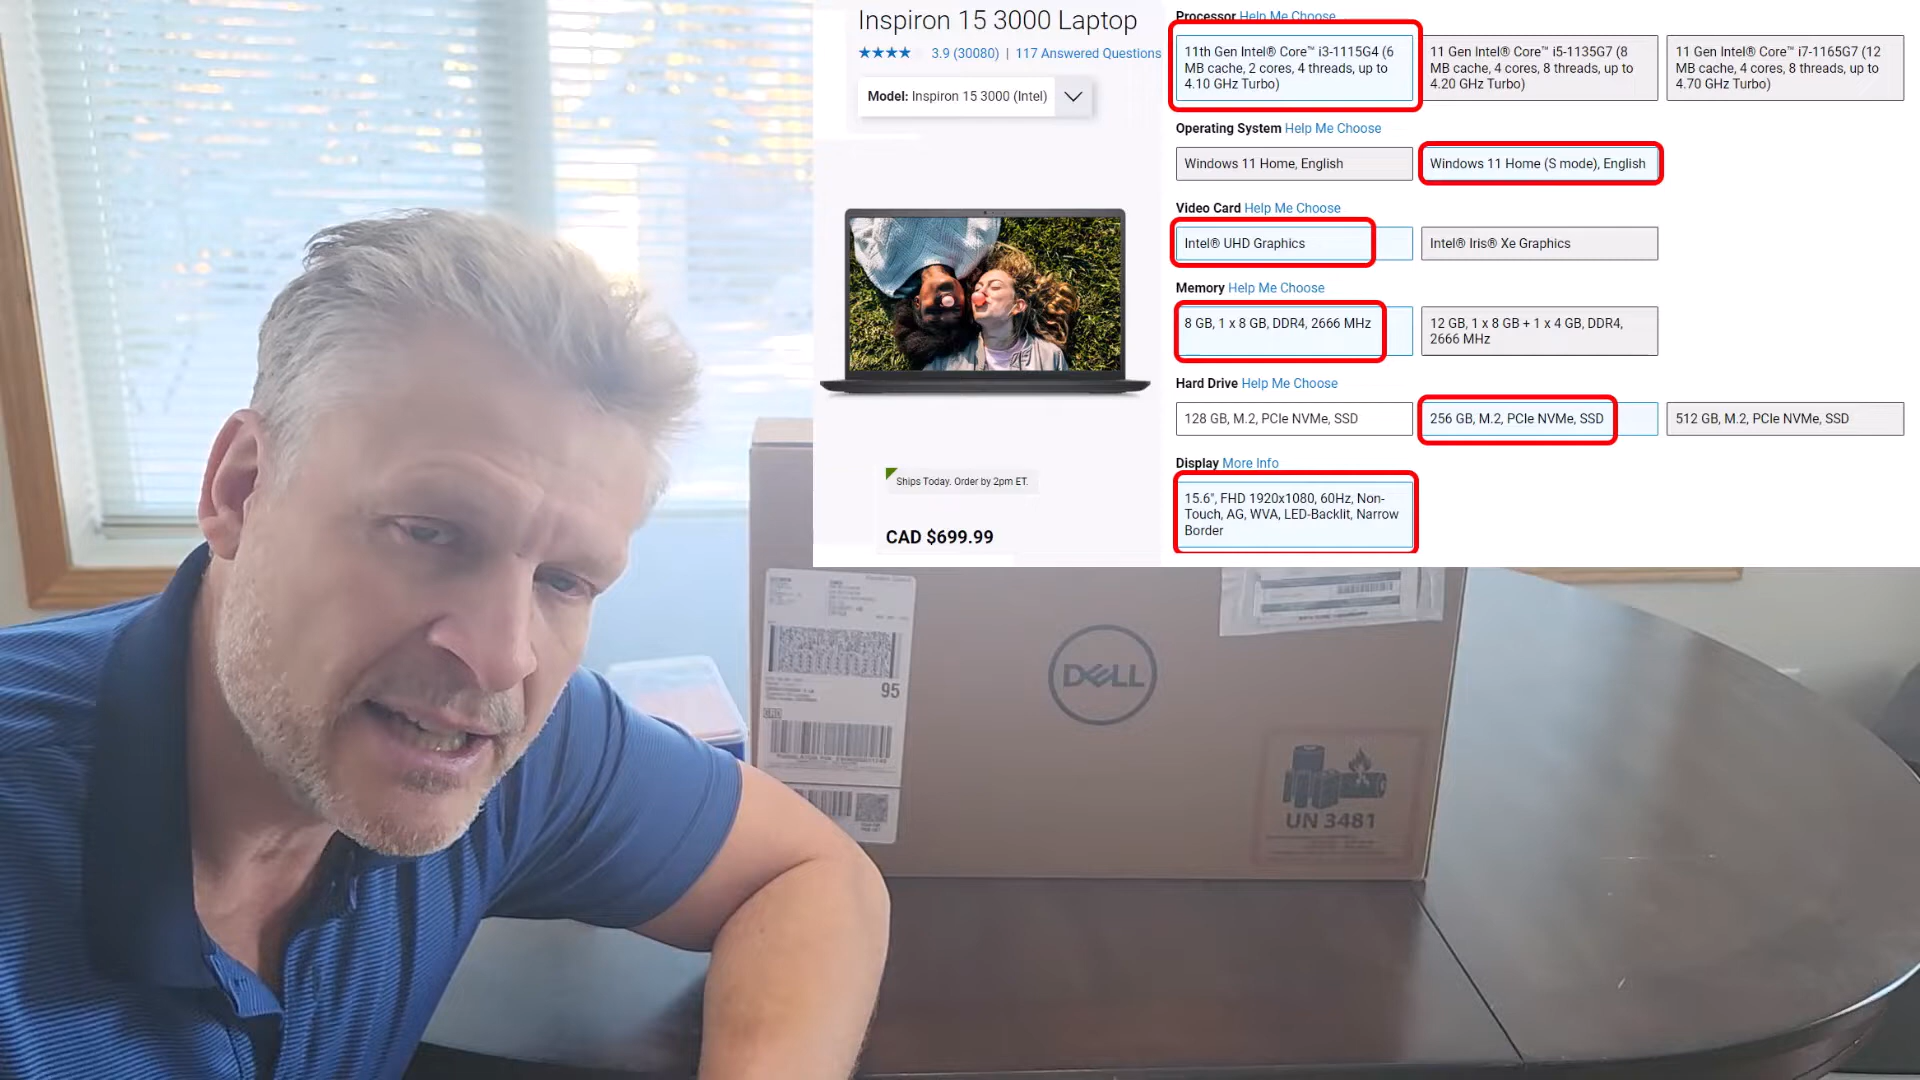 Inspiron 15 3000 Laptop
3.9 (30080) | 117 Answered Questions
Model: Inspiron 15 3000 (Intel)
Ships Today. Order by 2pm ET.
CAD $699.99
Processor Help Me Choose
11th Gen Intel® Core™ i3-1115G4 (6
MB cache, 2 cores, 4 threads, up to
4.10 GHz Turbo)
11 Gen Intel® Core™ i5-1135G7 (8
MB cache, 4 cores, 8 threads, up to
4.20 GHz Turbo)
11 Gen Intel® Core™ i7-1165G7 (12
MB cache, 4 cores, 8 threads, up to
4.70 GHz Turbo)
Operating System Help Me Choose
Windows 11 Home, English
Windows 11 Home (S mode), English
Video Card Help Me Choose
Intel® UHD Graphics
Intel® Iris® Xe Graphics
Memory Help Me Choose
8 GB, 1 x 8 GB, DDR4, 2666 MHz
12 GB, 1 x 8 GB + 1 x 4 GB, DDR4,
2666 MHz
Hard Drive Help Me Choose
128 GB, M.2, PCIe NVMe, SSD
256 GB, M.2, PCIe NVMe, SSD
512 GB, M.2, PCIe NVMe, SSD
Display More Info
15.6", FHD 1920x1080, 60Hz, Non-
Touch, AG, WVA, LED-Backlit, Narrow
Border
95
DELL
UN 3481